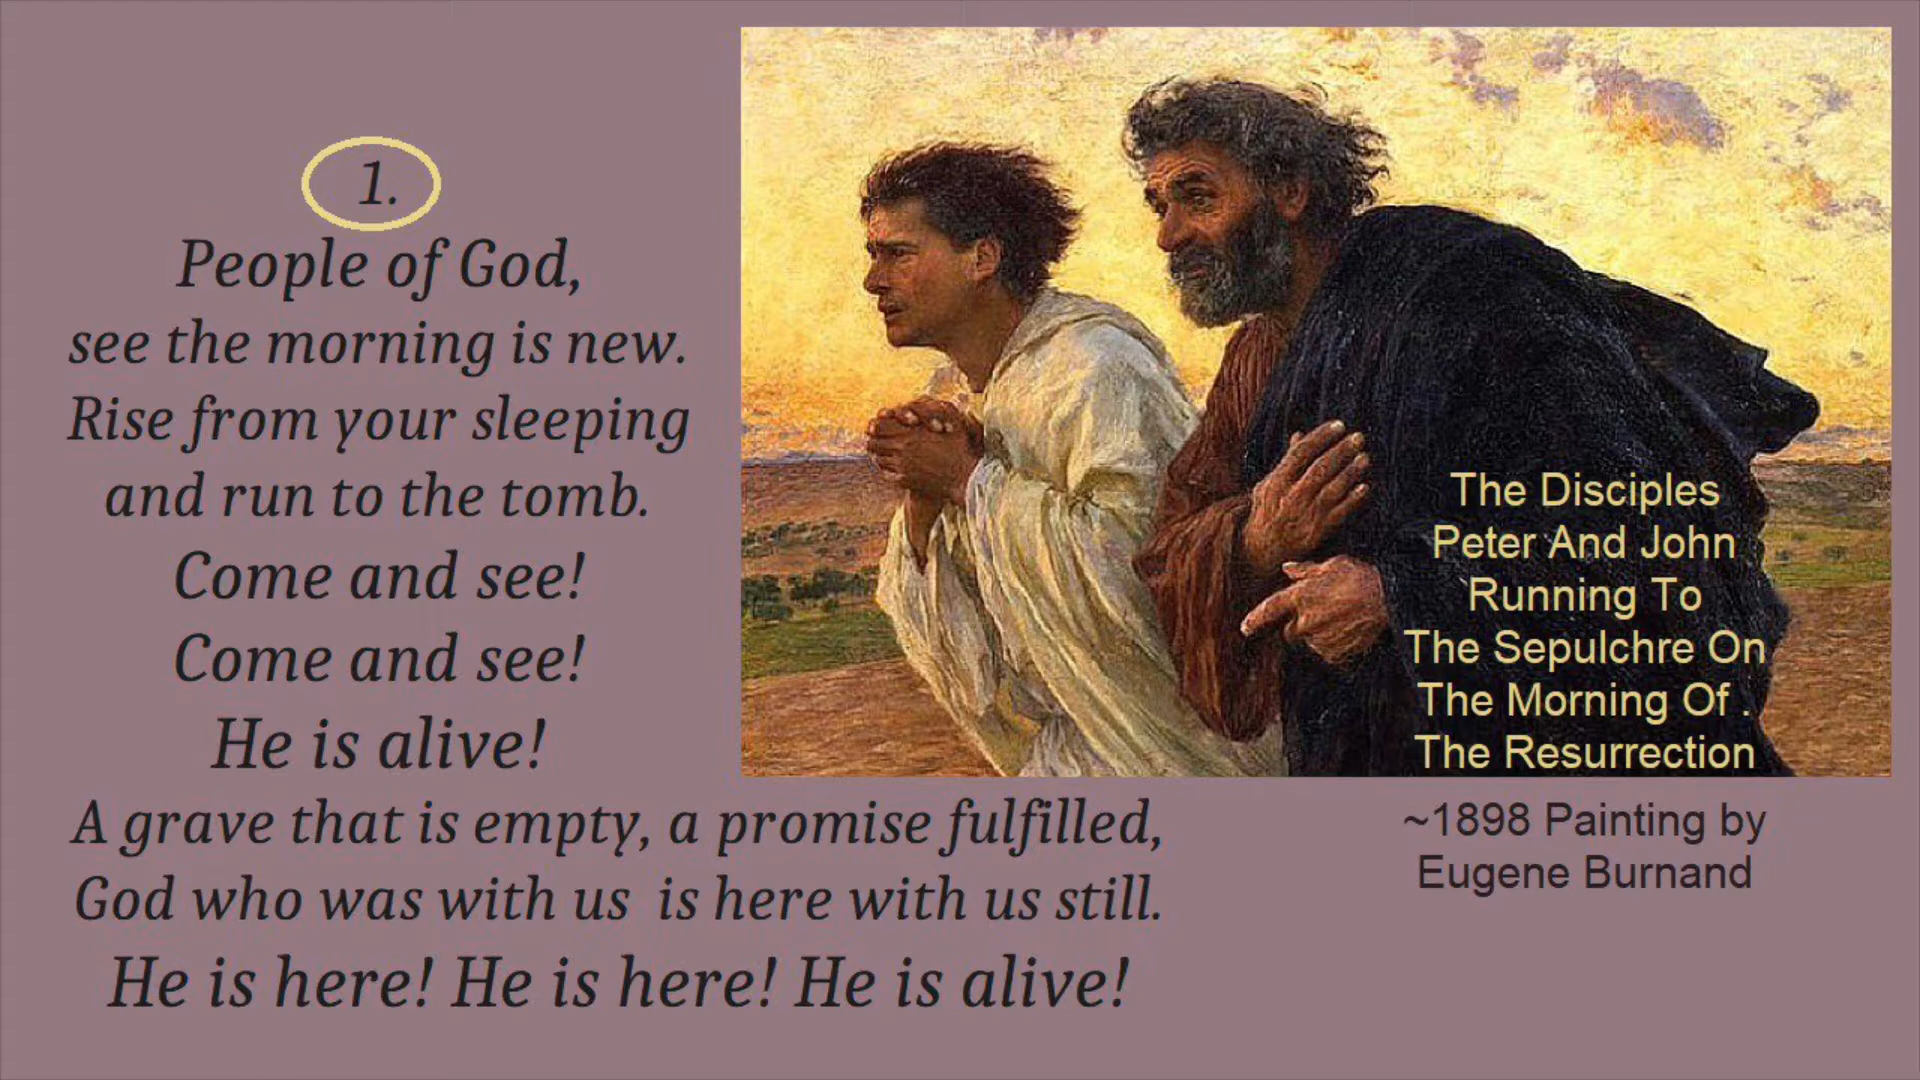 1.
People of God,
see the morning is new.
Rise from your sleeping
and run to the tomb.
Come and see!
Come and see!
He is alive!
A grave that is empty, a promise fulfilled,
God who was with us is here with us still.
He is here! He is here! He is alive!
The Disciples
Peter And John
Running To
The Sepulchre On
The Morning Of .
The Resurrection
~1898 Painting by
Eugene Burnand